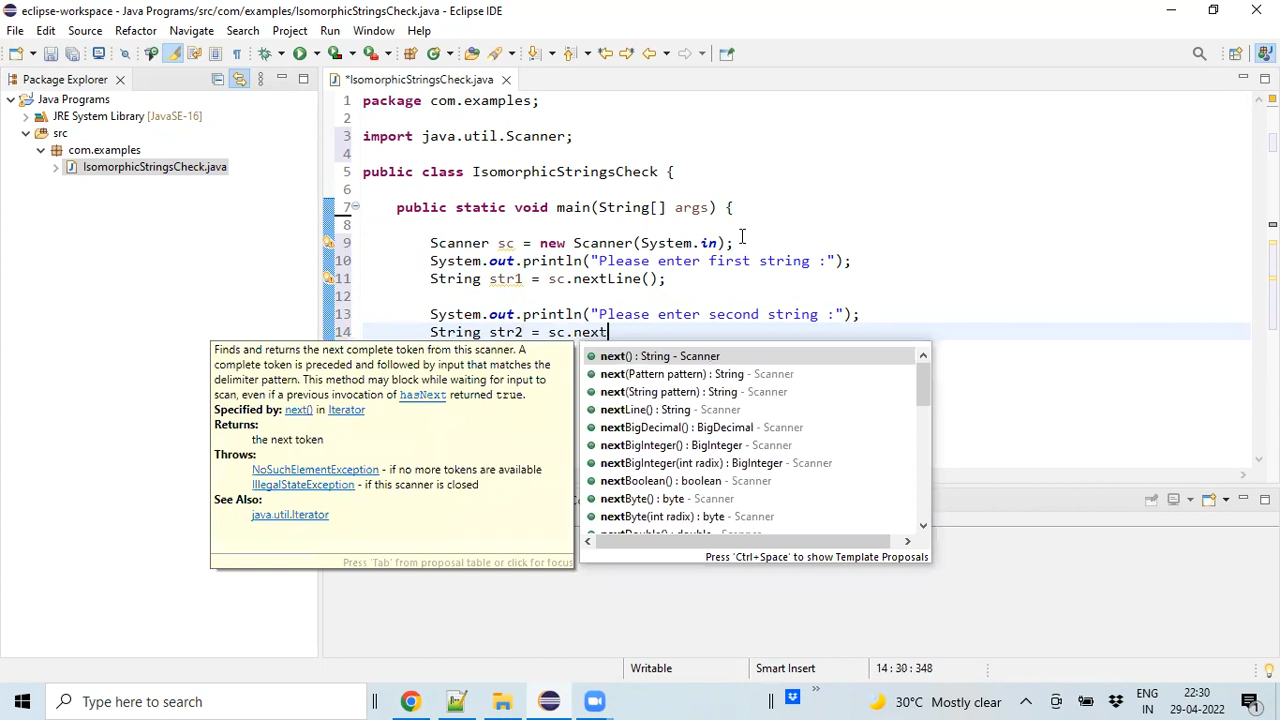 eclipse-workspace - Java Programs/src/com/examples/IsomorphicStringsCheck.java - Eclipse IDE
File Edit Source Refactor Navigate Search Project Run Window Help
Package Explorer
*IsomorphicStringsCheck.java
Java Programs
JRE System Library [JavaSE-16]
src
com.examples
IsomorphicStringsCheck.java
1 package com.examples;
2
3 import java.util.Scanner;
4
5 public class IsomorphicStringsCheck {
6
7 public static void main(String[] args) {
8
9 Scanner sc = new Scanner(System.in);
10 System.out.println("Please enter first string :");
11 String str1 = sc.nextLine();
12
13 System.out.println("Please enter second string :");
14 String str2 = sc.next
Finds and returns the next complete token from this scanner. A
complete token is preceded and followed by input that matches the
delimiter pattern. This method may block while waiting for input to
scan, even if a previous invocation of hasNext returned true.
Specified by: next() in Iterator
Returns:
the next token
Throws:
NoSuchElementException - if no more tokens are available
IllegalStateException - if this scanner is closed
See Also:
java.util.Iterator
Press 'Tab' from proposal table or click for focus
next() : String - Scanner
next(Pattern pattern) : String - Scanner
next(String pattern) : String - Scanner
nextLine() : String - Scanner
nextBigDecimal() : BigDecimal - Scanner
nextBigInteger() : BigInteger - Scanner
nextBigInteger(int radix) : BigInteger - Scanner
nextBoolean() : boolean - Scanner
nextByte() : byte - Scanner
nextByte(int radix) : byte - Scanner
nextDouble() : double - Scanner
Press 'Ctrl+Space' to show Template Proposals
Writable Smart Insert 14 : 30 : 348
Type here to search
30°C Mostly clear
ENG
IN
22:30
29-04-2022
1